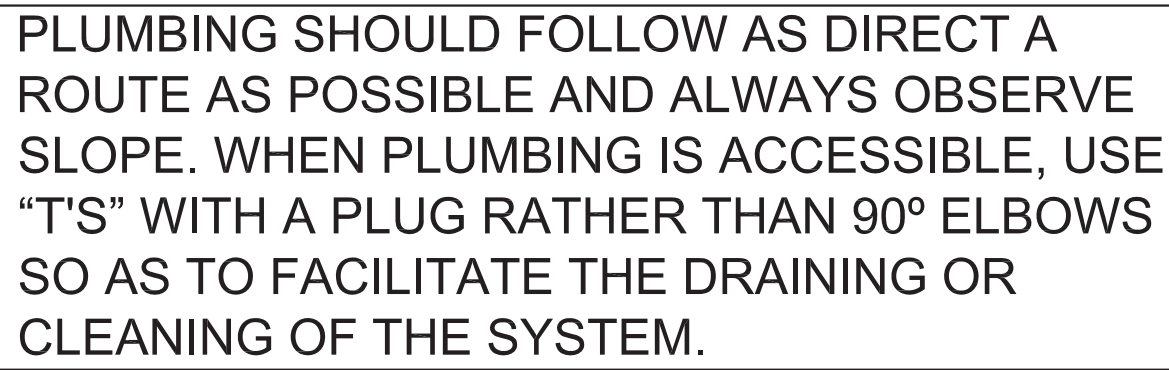 PLUMBING SHOULD FOLLOW AS DIRECT A
ROUTE AS POSSIBLE AND ALWAYS OBSERVE
SLOPE. WHEN PLUMBING IS ACCESSIBLE, USE
“T'S” WITH A PLUG RATHER THAN 90º ELBOWS
SO AS TO FACILITATE THE DRAINING OR
CLEANING OF THE SYSTEM.